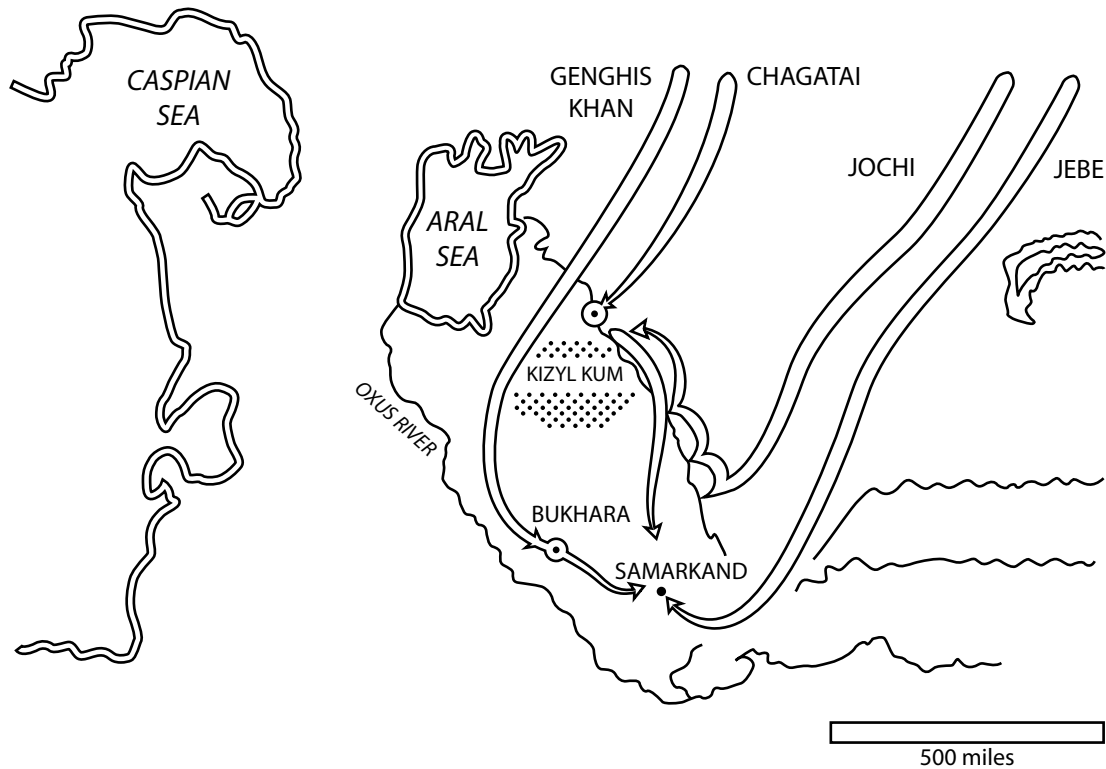 CASPIAN
SEA
GENGHIS
KHAN
CHAGATAI
JOCHI
JEBE
ARAL
SEA
KIZYL KUM
OXUS RIVER
BUKHARA
SAMARKAND
500 miles